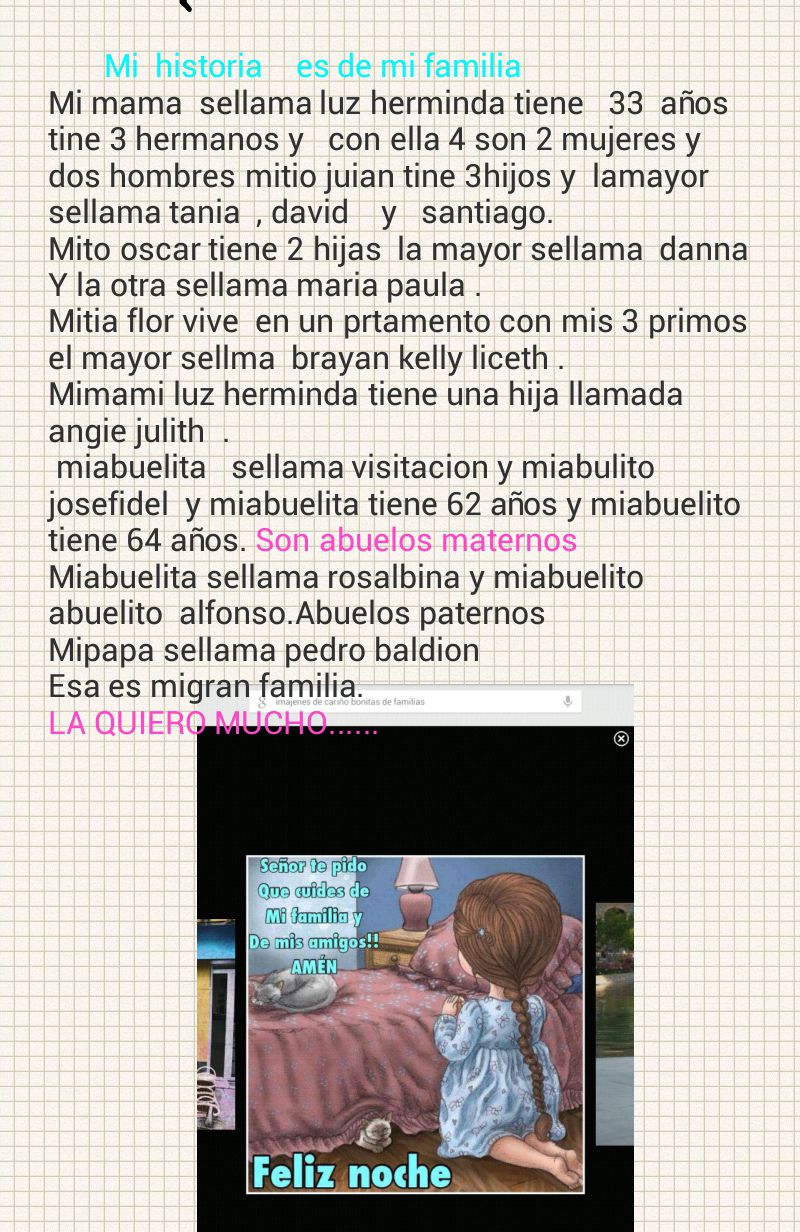 Mi historia es de mi familia
Mi mama sellama luz herminda tiene 33 años
tine 3 hermanos y con ella 4 son 2 mujeres y
dos hombres mitio juian tine 3hijos y lamayor
sellama tania , david y santiago.
Mito oscar tiene 2 hijas la mayor sellama danna
Y la otra sellama maria paula .
Mitia flor vive en un prtamento con mis 3 primos
el mayor sellma brayan kelly liceth .
Mimami luz herminda tiene una hija llamada
angie julith .
miabuelita sellama visitacion y miabulito
josefidel y miabuelita tiene 62 años y miabuelito
tiene 64 años. Son abuelos maternos
Miabuelita sellama rosalbina y miabuelito
abuelito alfonso.Abuelos paternos
Mipapa sellama pedro baldion
Esa es migran familia.
imajenes de cariño bonitas de familias
LA QUIERO MUCHO......
Señor te pido
Que cuides de
Mi familia y
De mis amigos!!
AMÉN
Feliz noche